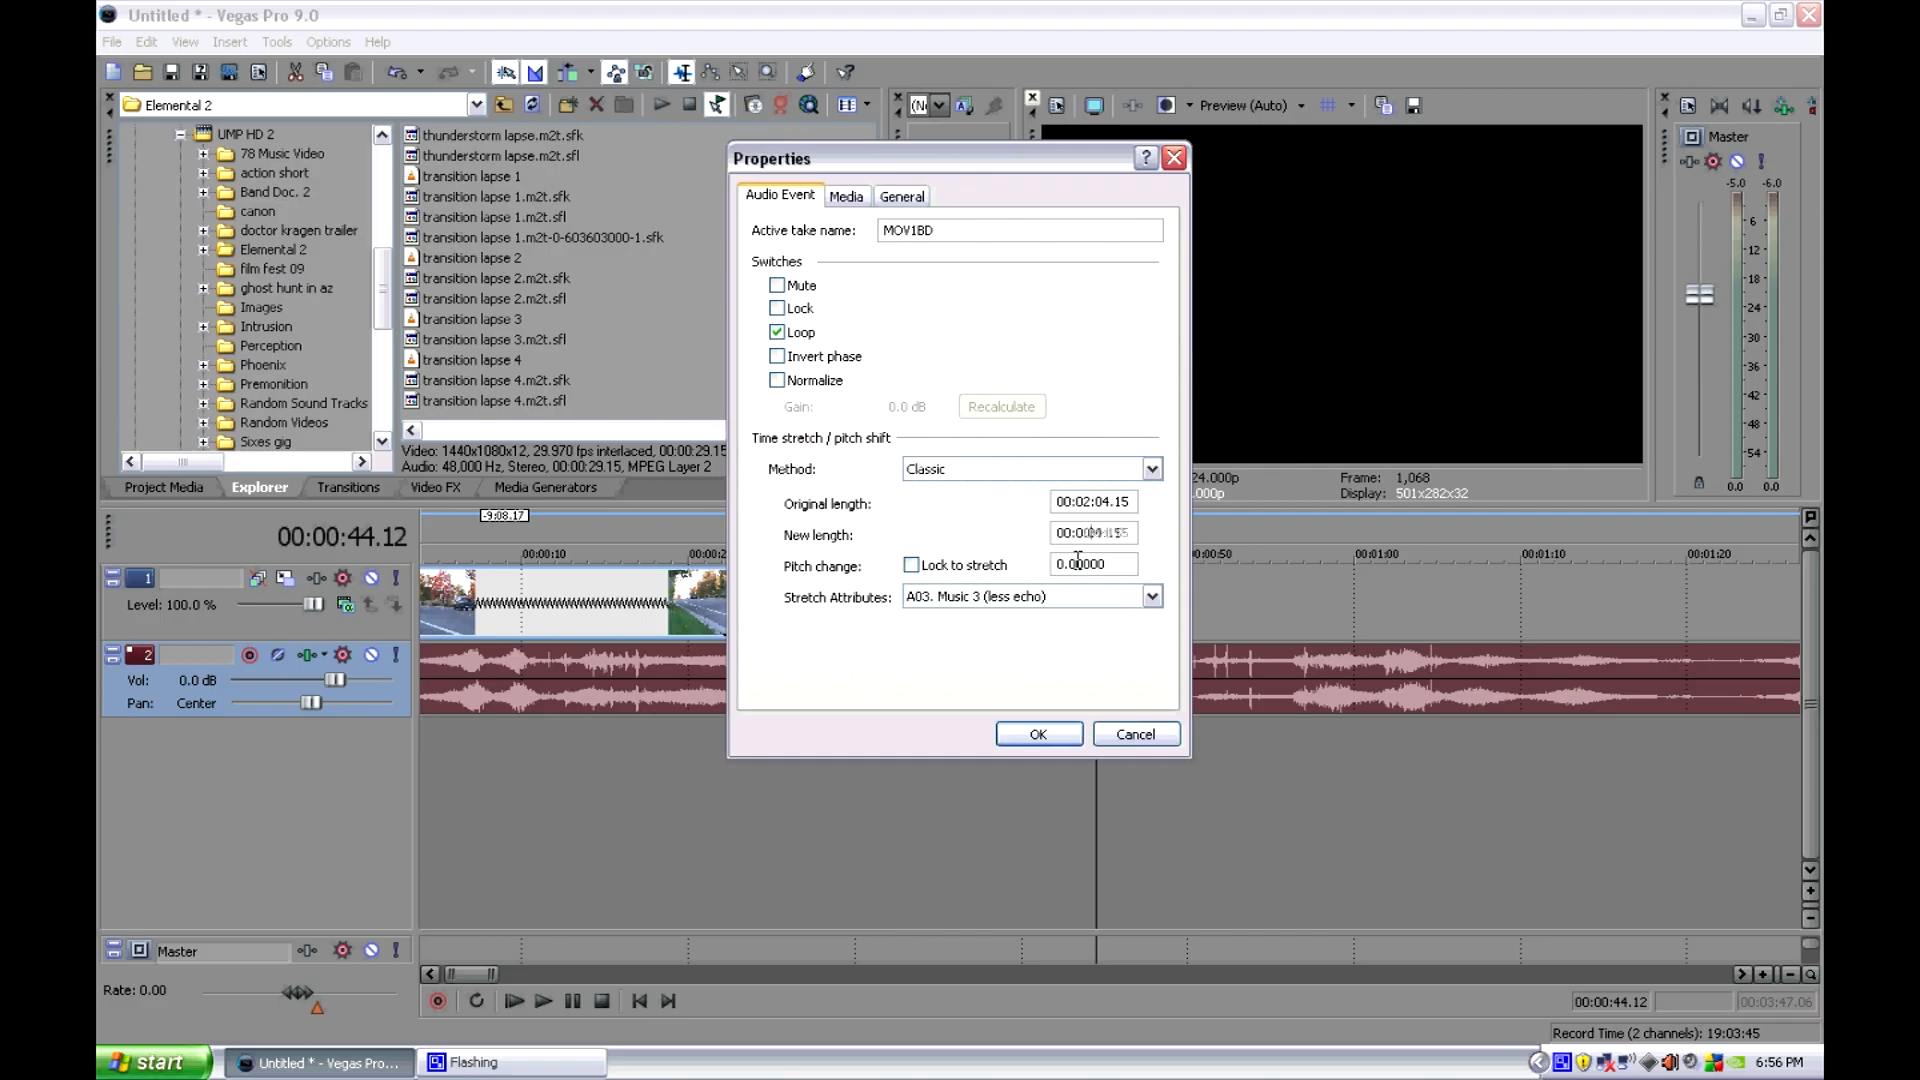 Untitled * - Vegas Pro 9.0
File Edit View Insert Tools Options Help
Elemental 2
Preview (Auto)
UMP HD 2
78 Music Video
action short
Band Doc. 2
canon
doctor kragen trailer
Elemental 2
film fest 09
ghost hunt in az
Images
Intrusion
Perception
Phoenix
Premonition
Random Sound Tracks
Random Videos
Sixes gig
thunderstorm lapse.m2t.sfk
thunderstorm lapse.m2t.sfl
transition lapse 1
transition lapse 1.m2t.sfk
transition lapse 1.m2t.sfl
transition lapse 1.m2t-0-603603000-1.sfk
transition lapse 2
transition lapse 2.m2t.sfk
transition lapse 2.m2t.sfl
transition lapse 3
transition lapse 3.m2t.sfl
transition lapse 4
transition lapse 4.m2t.sfk
transition lapse 4.m2t.sfl
Video: 1440x1080x12, 29.970 fps interlaced, 00:00:29.15
Audio: 48,000 Hz, Stereo, 00:00:29.15, MPEG Layer 2
Project Media Explorer Transitions Video FX Media Generators
Properties
Audio Event Media General
Active take name: MOV1BD
Switches
Mute
Lock
Loop
Invert phase
Normalize
Gain: 0.0 dB Recalculate
Time stretch / pitch shift
Method: Classic
Original length: 00:02:04.15
New length:
Pitch change: Lock to stretch 0.00000
Stretch Attributes: A03. Music 3 (less echo)
OK Cancel
24.000p Frame: 1,068
000p Display: 501x282x32
Master
-5.0 -6.0
6
12
18
24
30
36
42
48
54
0.0 0.0
-9:08.17
00:00:44.12
00:00:10 00:00:2 0:00:50 00:01:00 00:01:10 00:01:20
1
Level: 100.0 %
2
Vol: 0.0 dB
Pan: Center
Master
Rate: 0.00
00:00:44.12 00:03:47.06
Record Time (2 channels): 19:03:45
start Untitled * - Vegas Pro... Flashing 6:56 PM